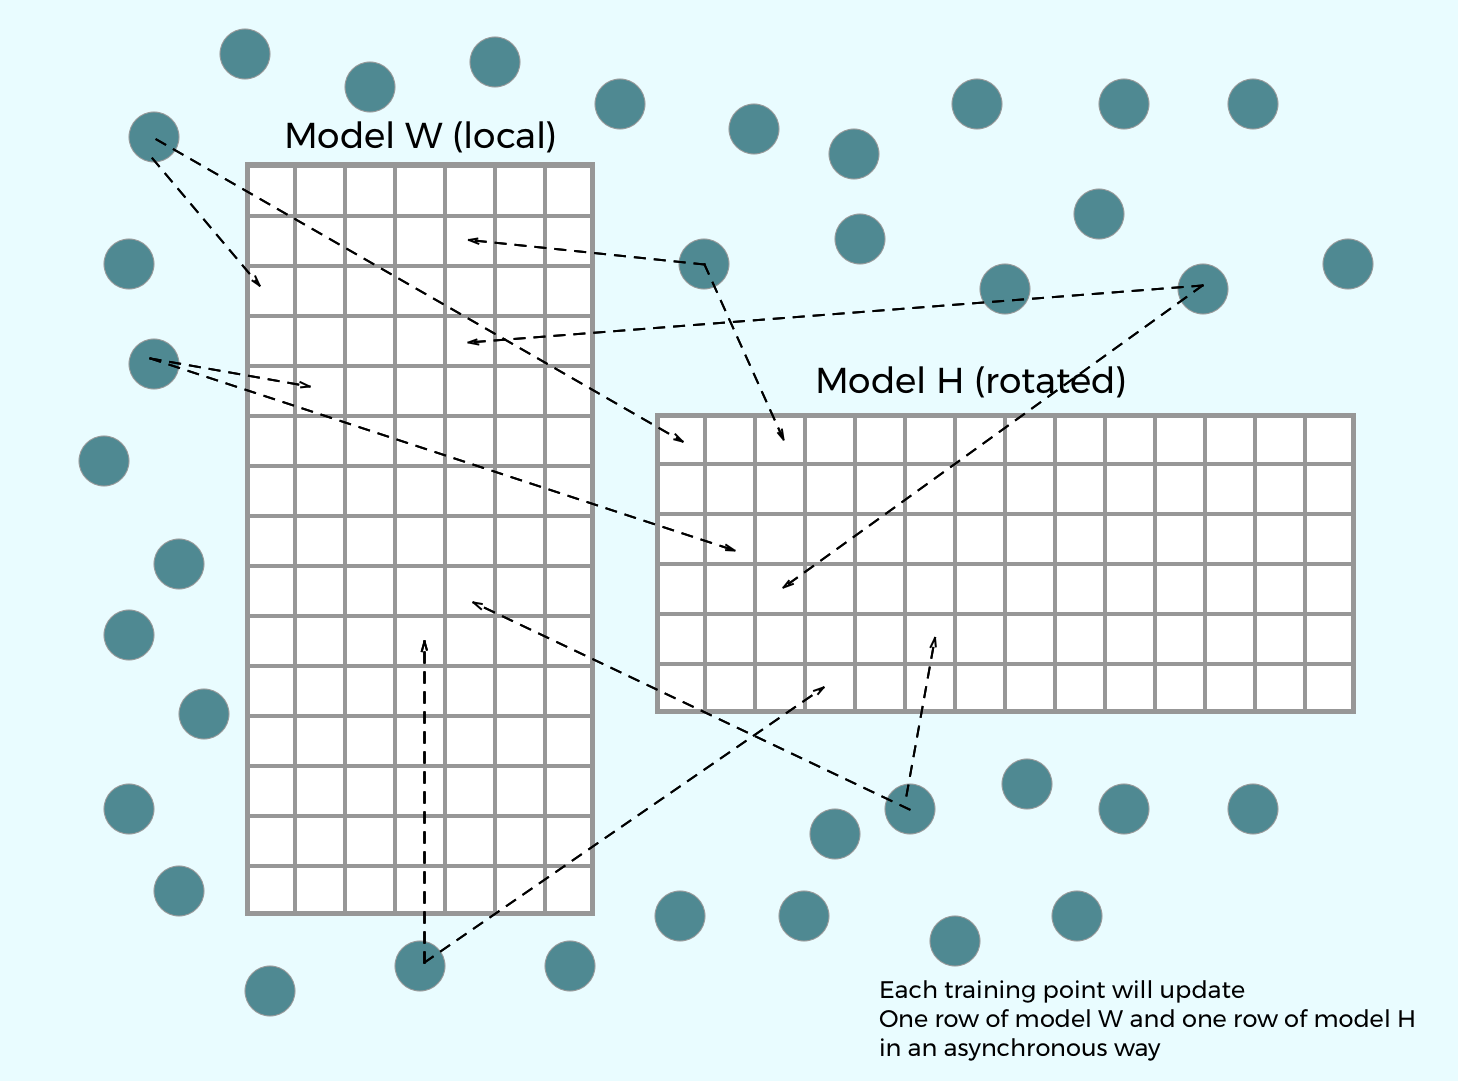 Model W (local)
Model H (rotated)
Each training point will update
One row of model W and one row of model H
in an asynchronous way